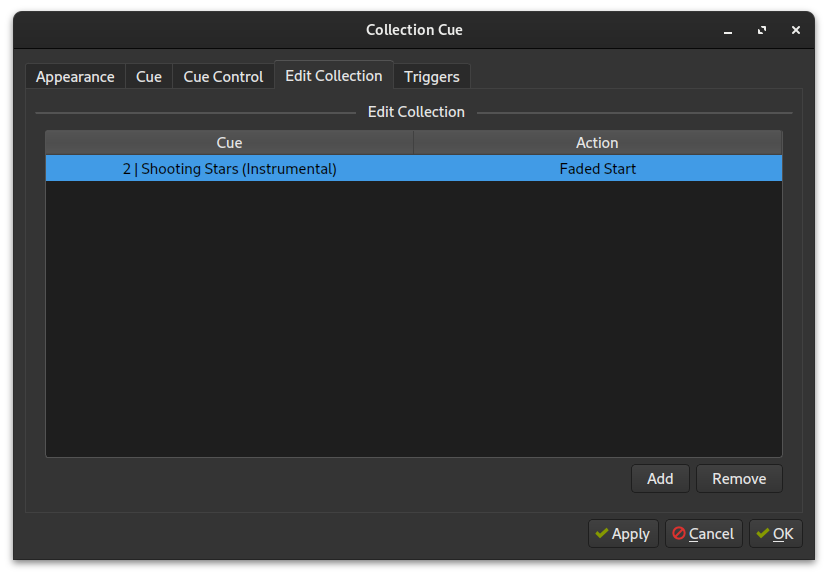 Collection Cue
Appearance Cue Cue Control Edit Collection Triggers
Edit Collection
Cue Action
2 | Shooting Stars (Instrumental) Faded Start
Add Remove
Apply Cancel OK